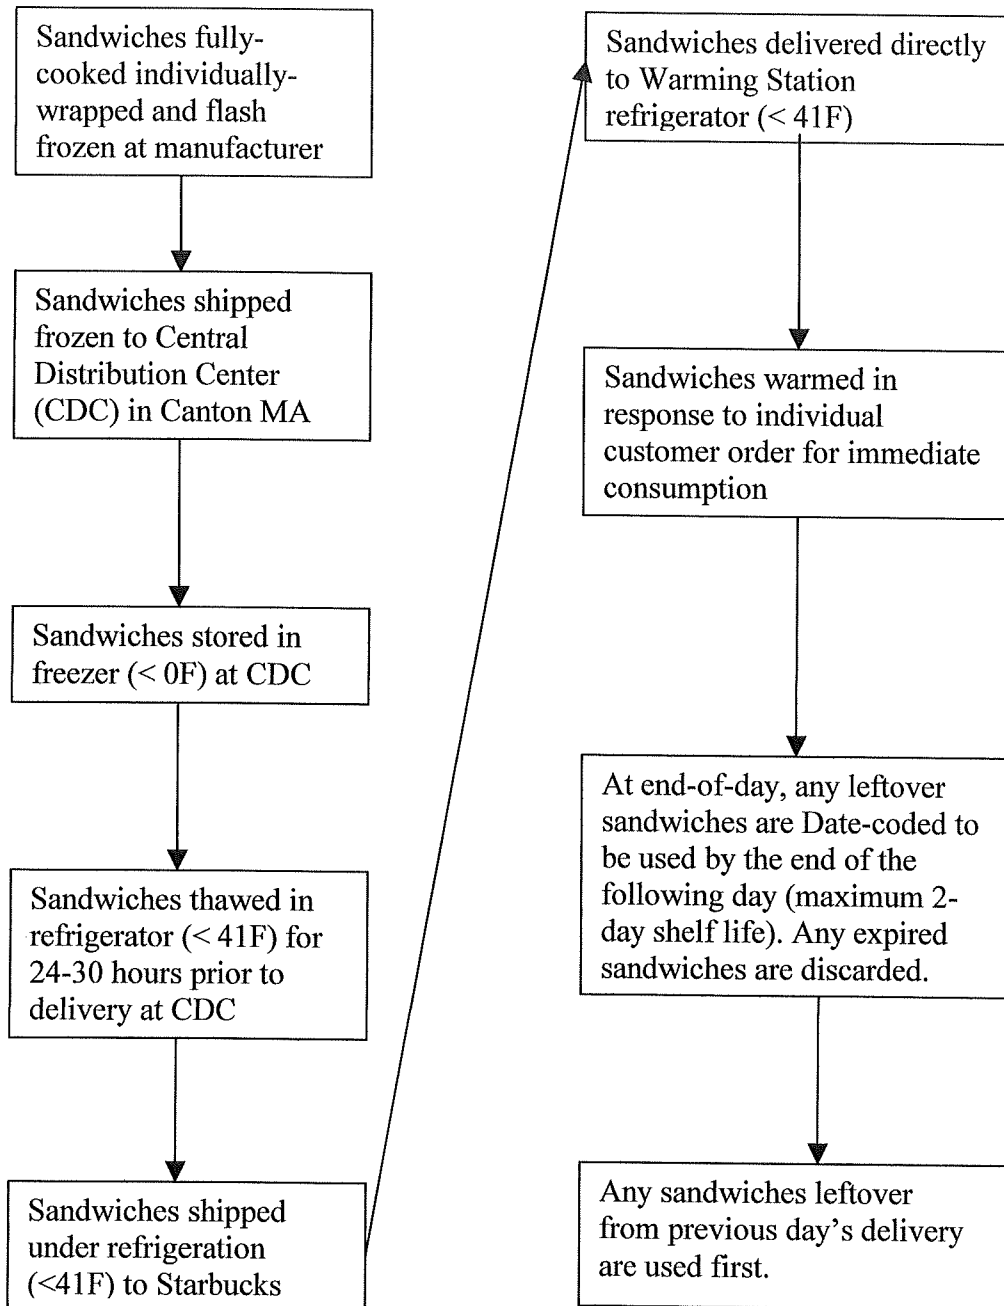 Sandwiches fully-
cooked individually-
wrapped and flash
frozen at manufacturer
Sandwiches shipped
frozen to Central
Distribution Center
(CDC) in Canton MA
Sandwiches stored in
freezer (< 0F) at CDC
Sandwiches thawed in
refrigerator (< 41F) for
24-30 hours prior to
delivery at CDC
Sandwiches shipped
under refrigeration
(<41F) to Starbucks
Sandwiches delivered directly
to Warming Station
refrigerator (< 41F)
Sandwiches warmed in
response to individual
customer order for immediate
consumption
At end-of-day, any leftover
sandwiches are Date-coded to
be used by the end of the
following day (maximum 2-
day shelf life). Any expired
sandwiches are discarded.
Any sandwiches leftover
from previous day's delivery
are used first.